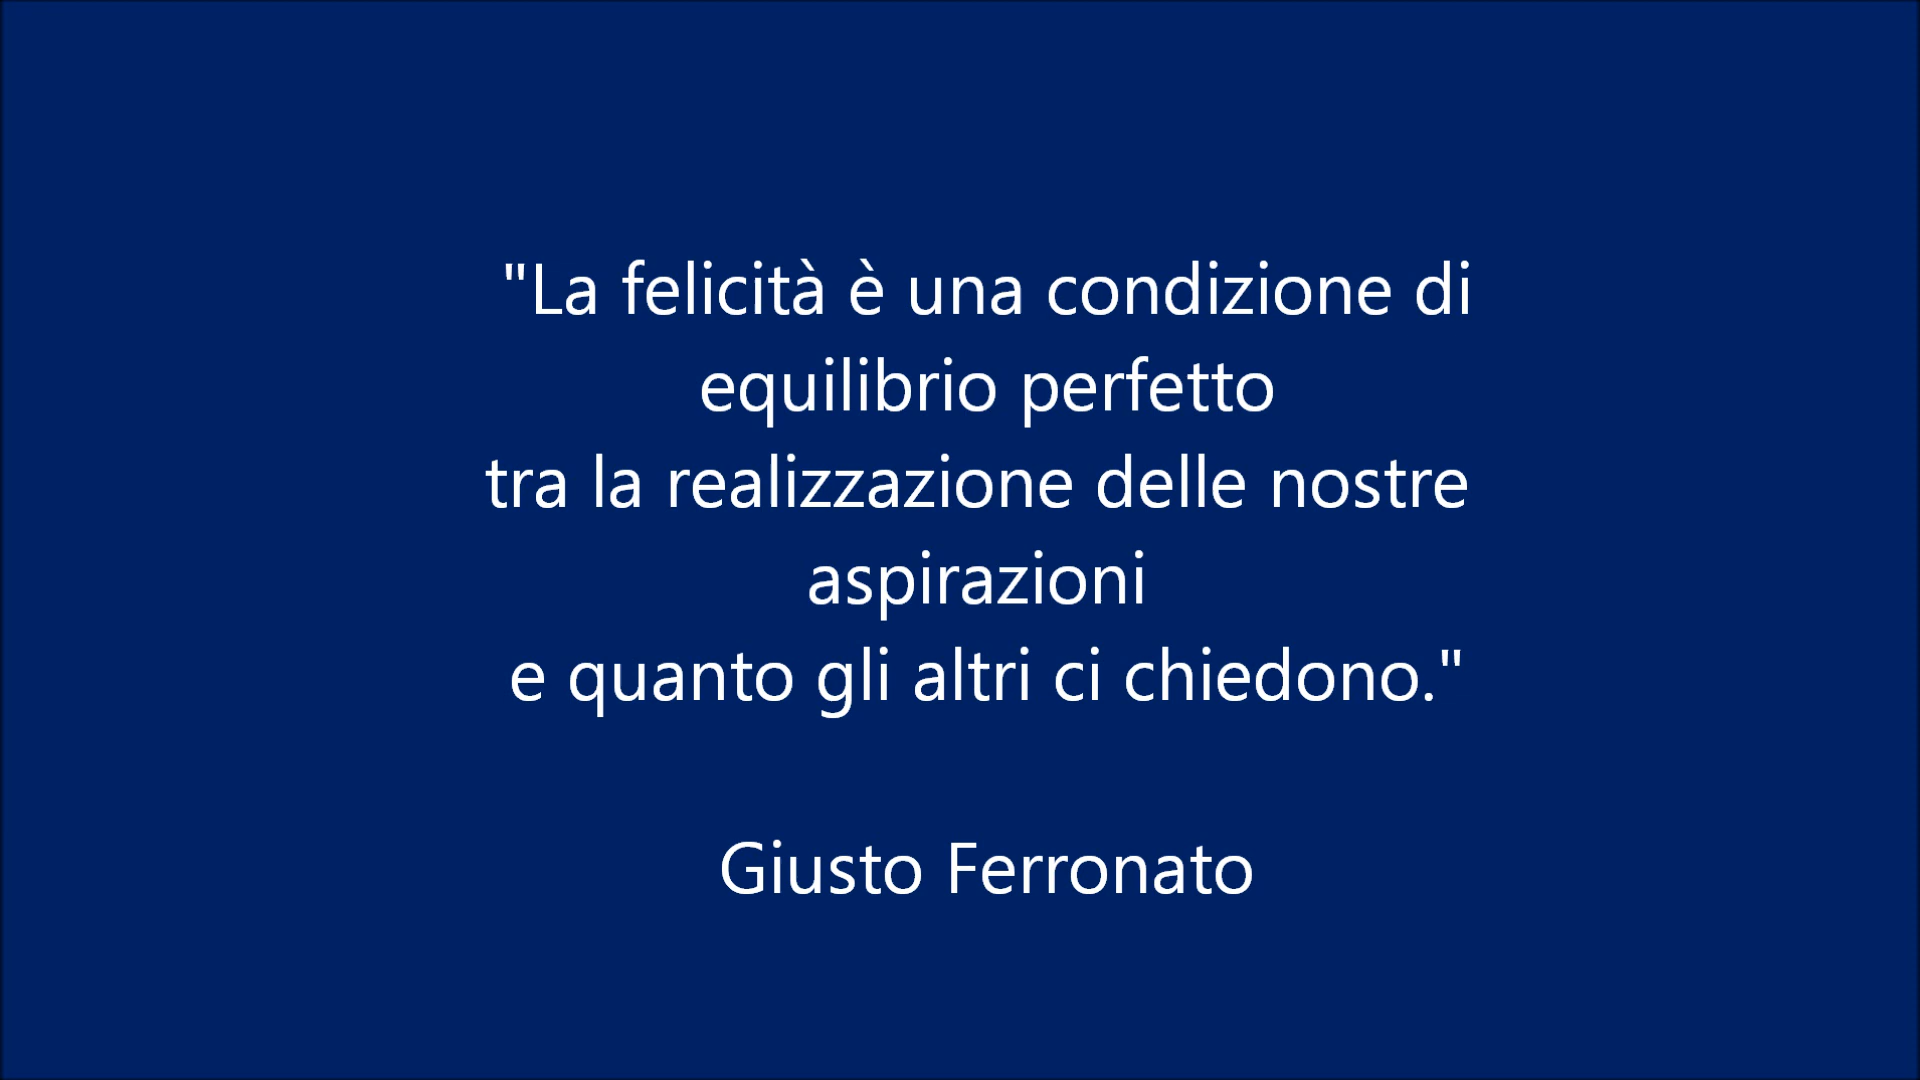 "La felicità è una condizione di
equilibrio perfetto
tra la realizzazione delle nostre
aspirazioni
e quanto gli altri ci chiedono."
Giusto Ferronato